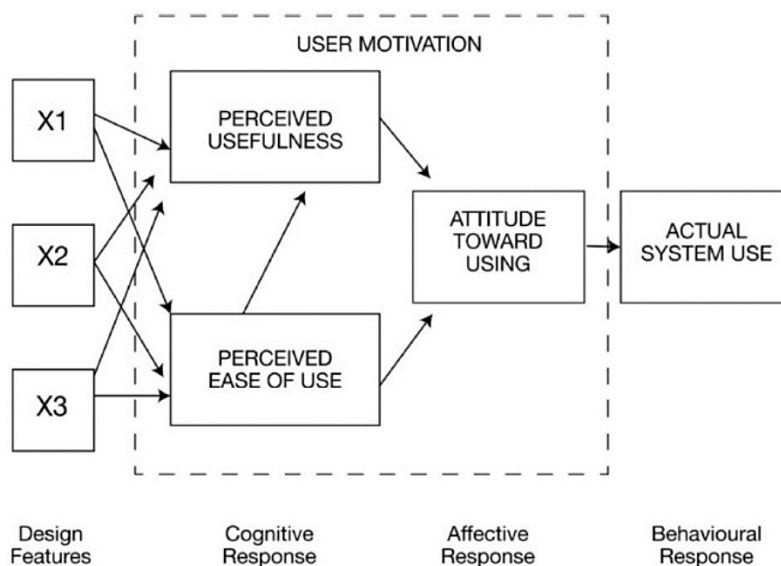 USER MOTIVATION
X1
PERCEIVED
USEFULNESS
X2
ATTITUDE
TOWARD
USING
ACTUAL
SYSTEM USE
X3
PERCEIVED
EASE OF USE
Design
Features
Cognitive
Response
Affective
Response
Behavioural
Response